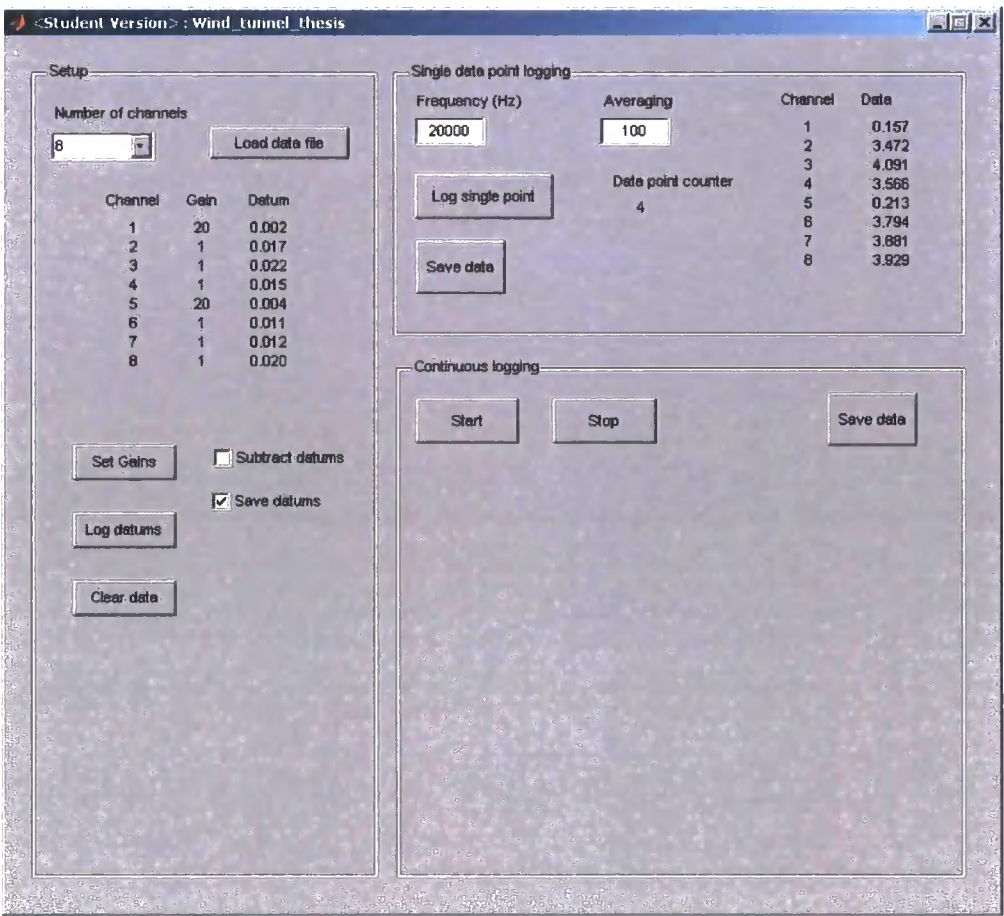 <Student Version> : Wind_tunnel_thesis
Setup
Number of channels
8
Load data file
Channel Gain Datum
1 20 0.002
2 1 0.017
3 1 0.022
4 1 0.015
5 20 0.004
6 1 0.011
7 1 0.012
8 1 0.020
Set Gains
Subtract datums
Save datums
Log datums
Clear data
Single data point logging
Frequency (Hz) Averaging
20000 100
Log single point
Data point counter
4
Save data
Channel Data
1 0.157
2 3.472
3 4.091
4 3.566
5 0.213
6 3.794
7 3.881
8 3.929
Continuous logging
Start Stop Save data